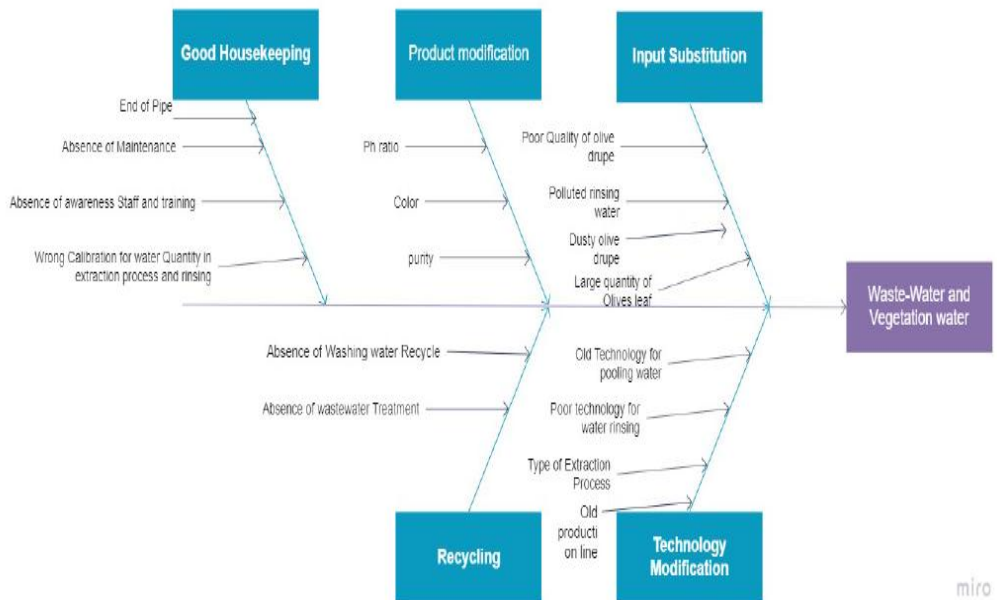 Good Housekeeping
Product modification
Input Substitution
End of Pipe
Absence of Maintenance
Absence of awareness Staff and training
Wrong Calibration for water Quantity in
extraction process and rinsing
Ph ratio
Color
purity
Poor Quality of olive
drupe
Polluted rinsing
water
Dusty olive
drupe
Large quantity of
Olives leaf
Waste-Water and
Vegetation water
Absence of Washing water Recycle
Absence of wastewater Treatment
Old Technology for
pooling water
Poor technology for
water rinsing
Type of Extraction
Process
Old
producti
on line
Recycling
Technology
Modification
miro